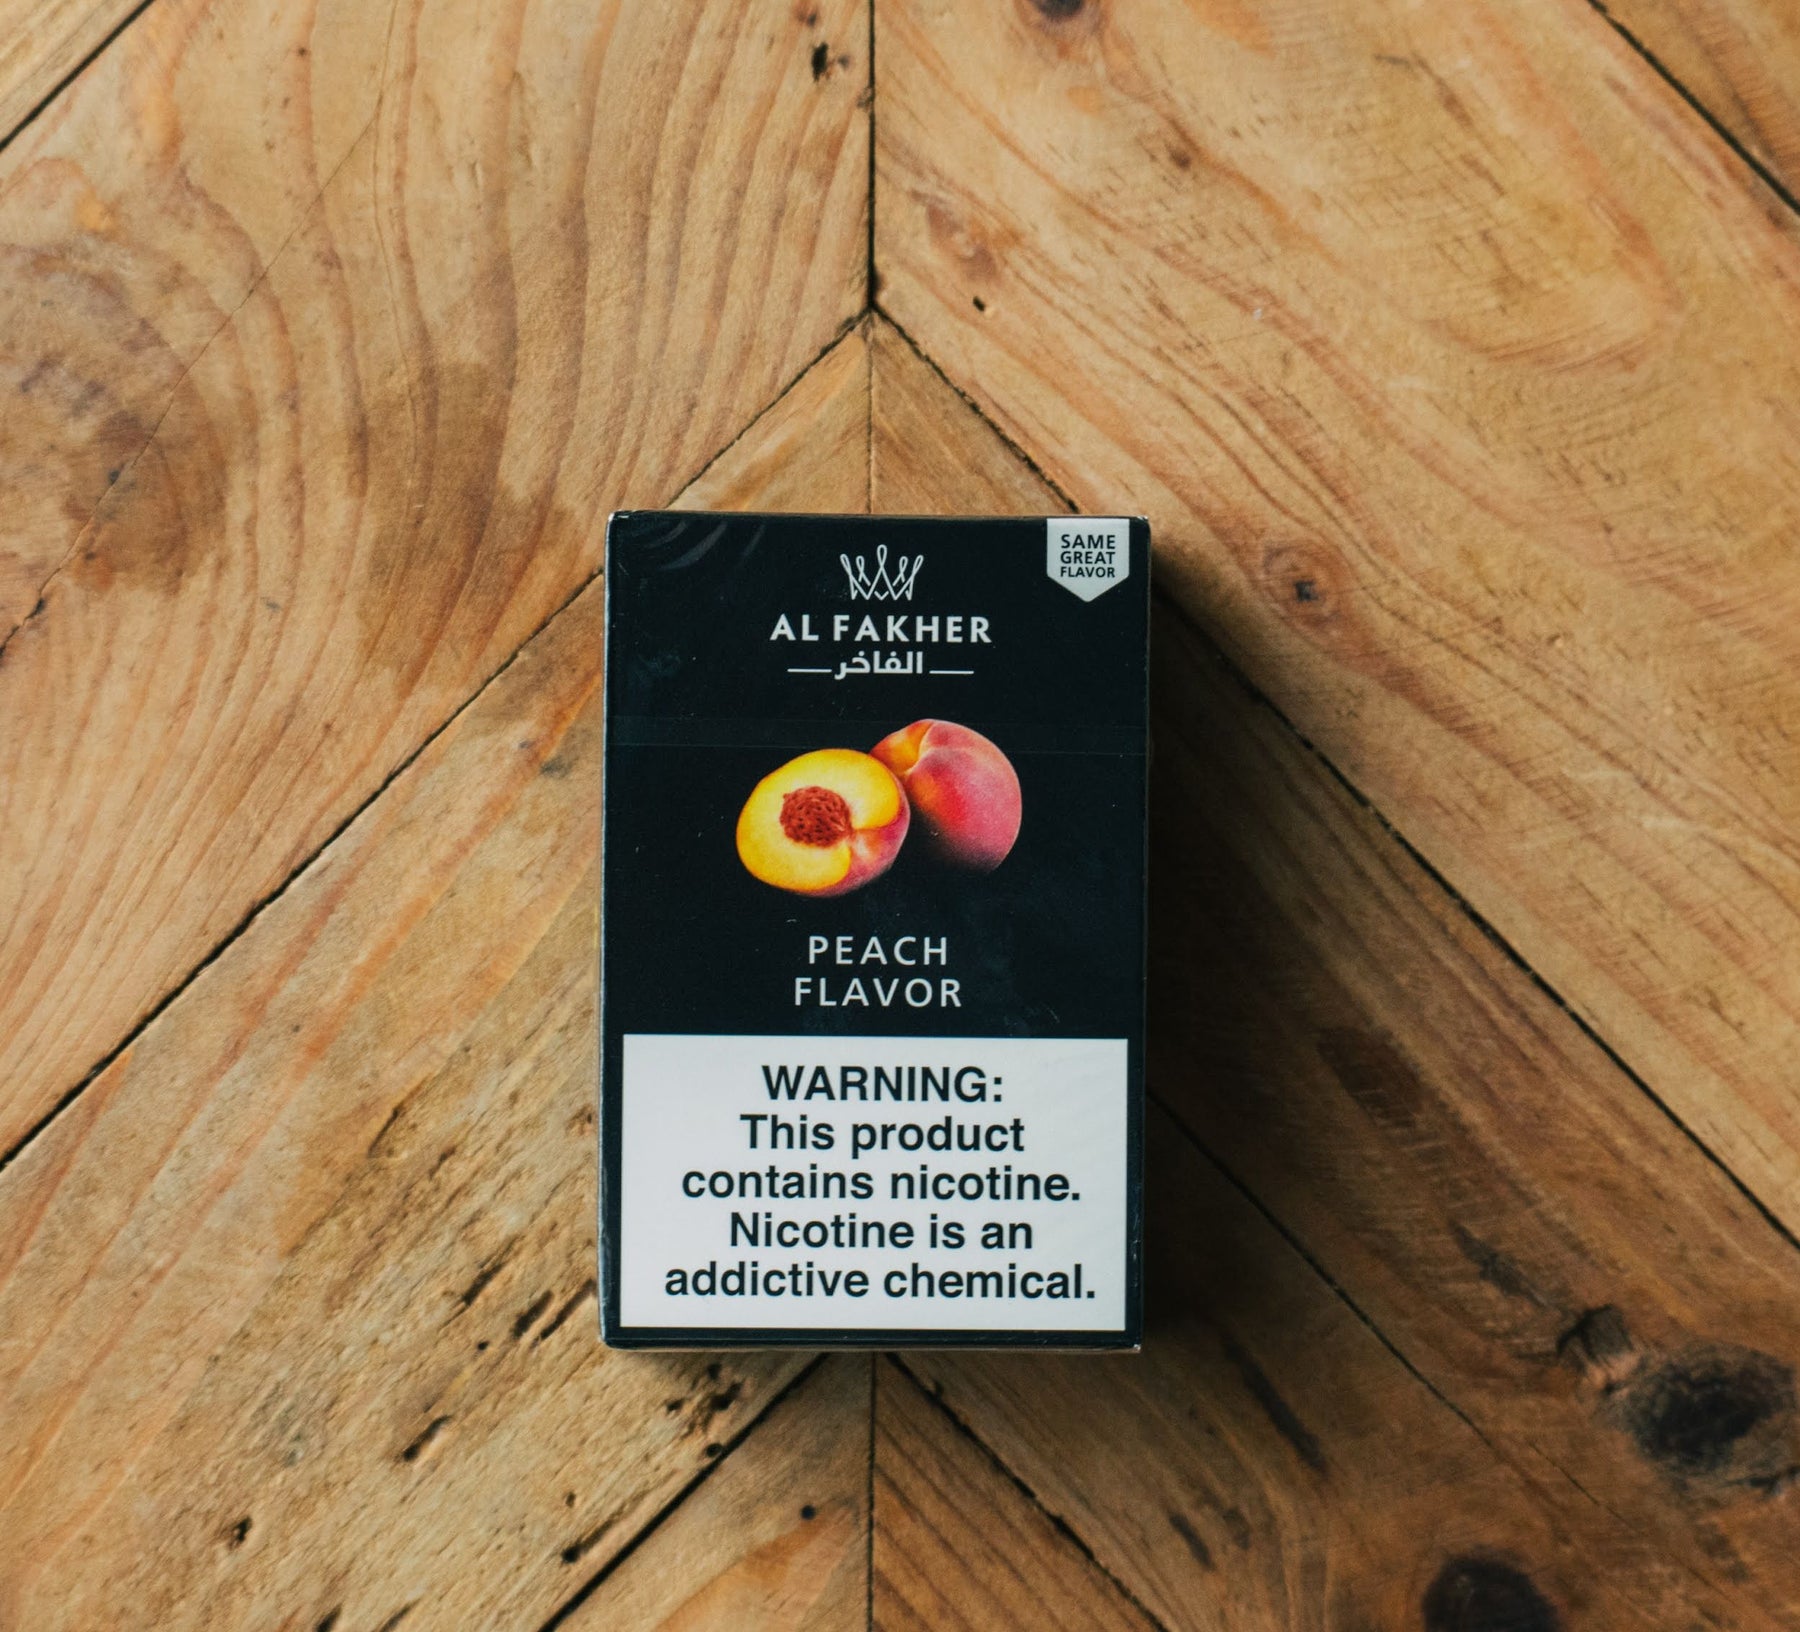 SAME
GREAT
FLAVOR
AL FAKHER
الفاخر
PEACH
FLAVOR
WARNING:
This product
contains nicotine.
Nicotine is an
addictive chemical.